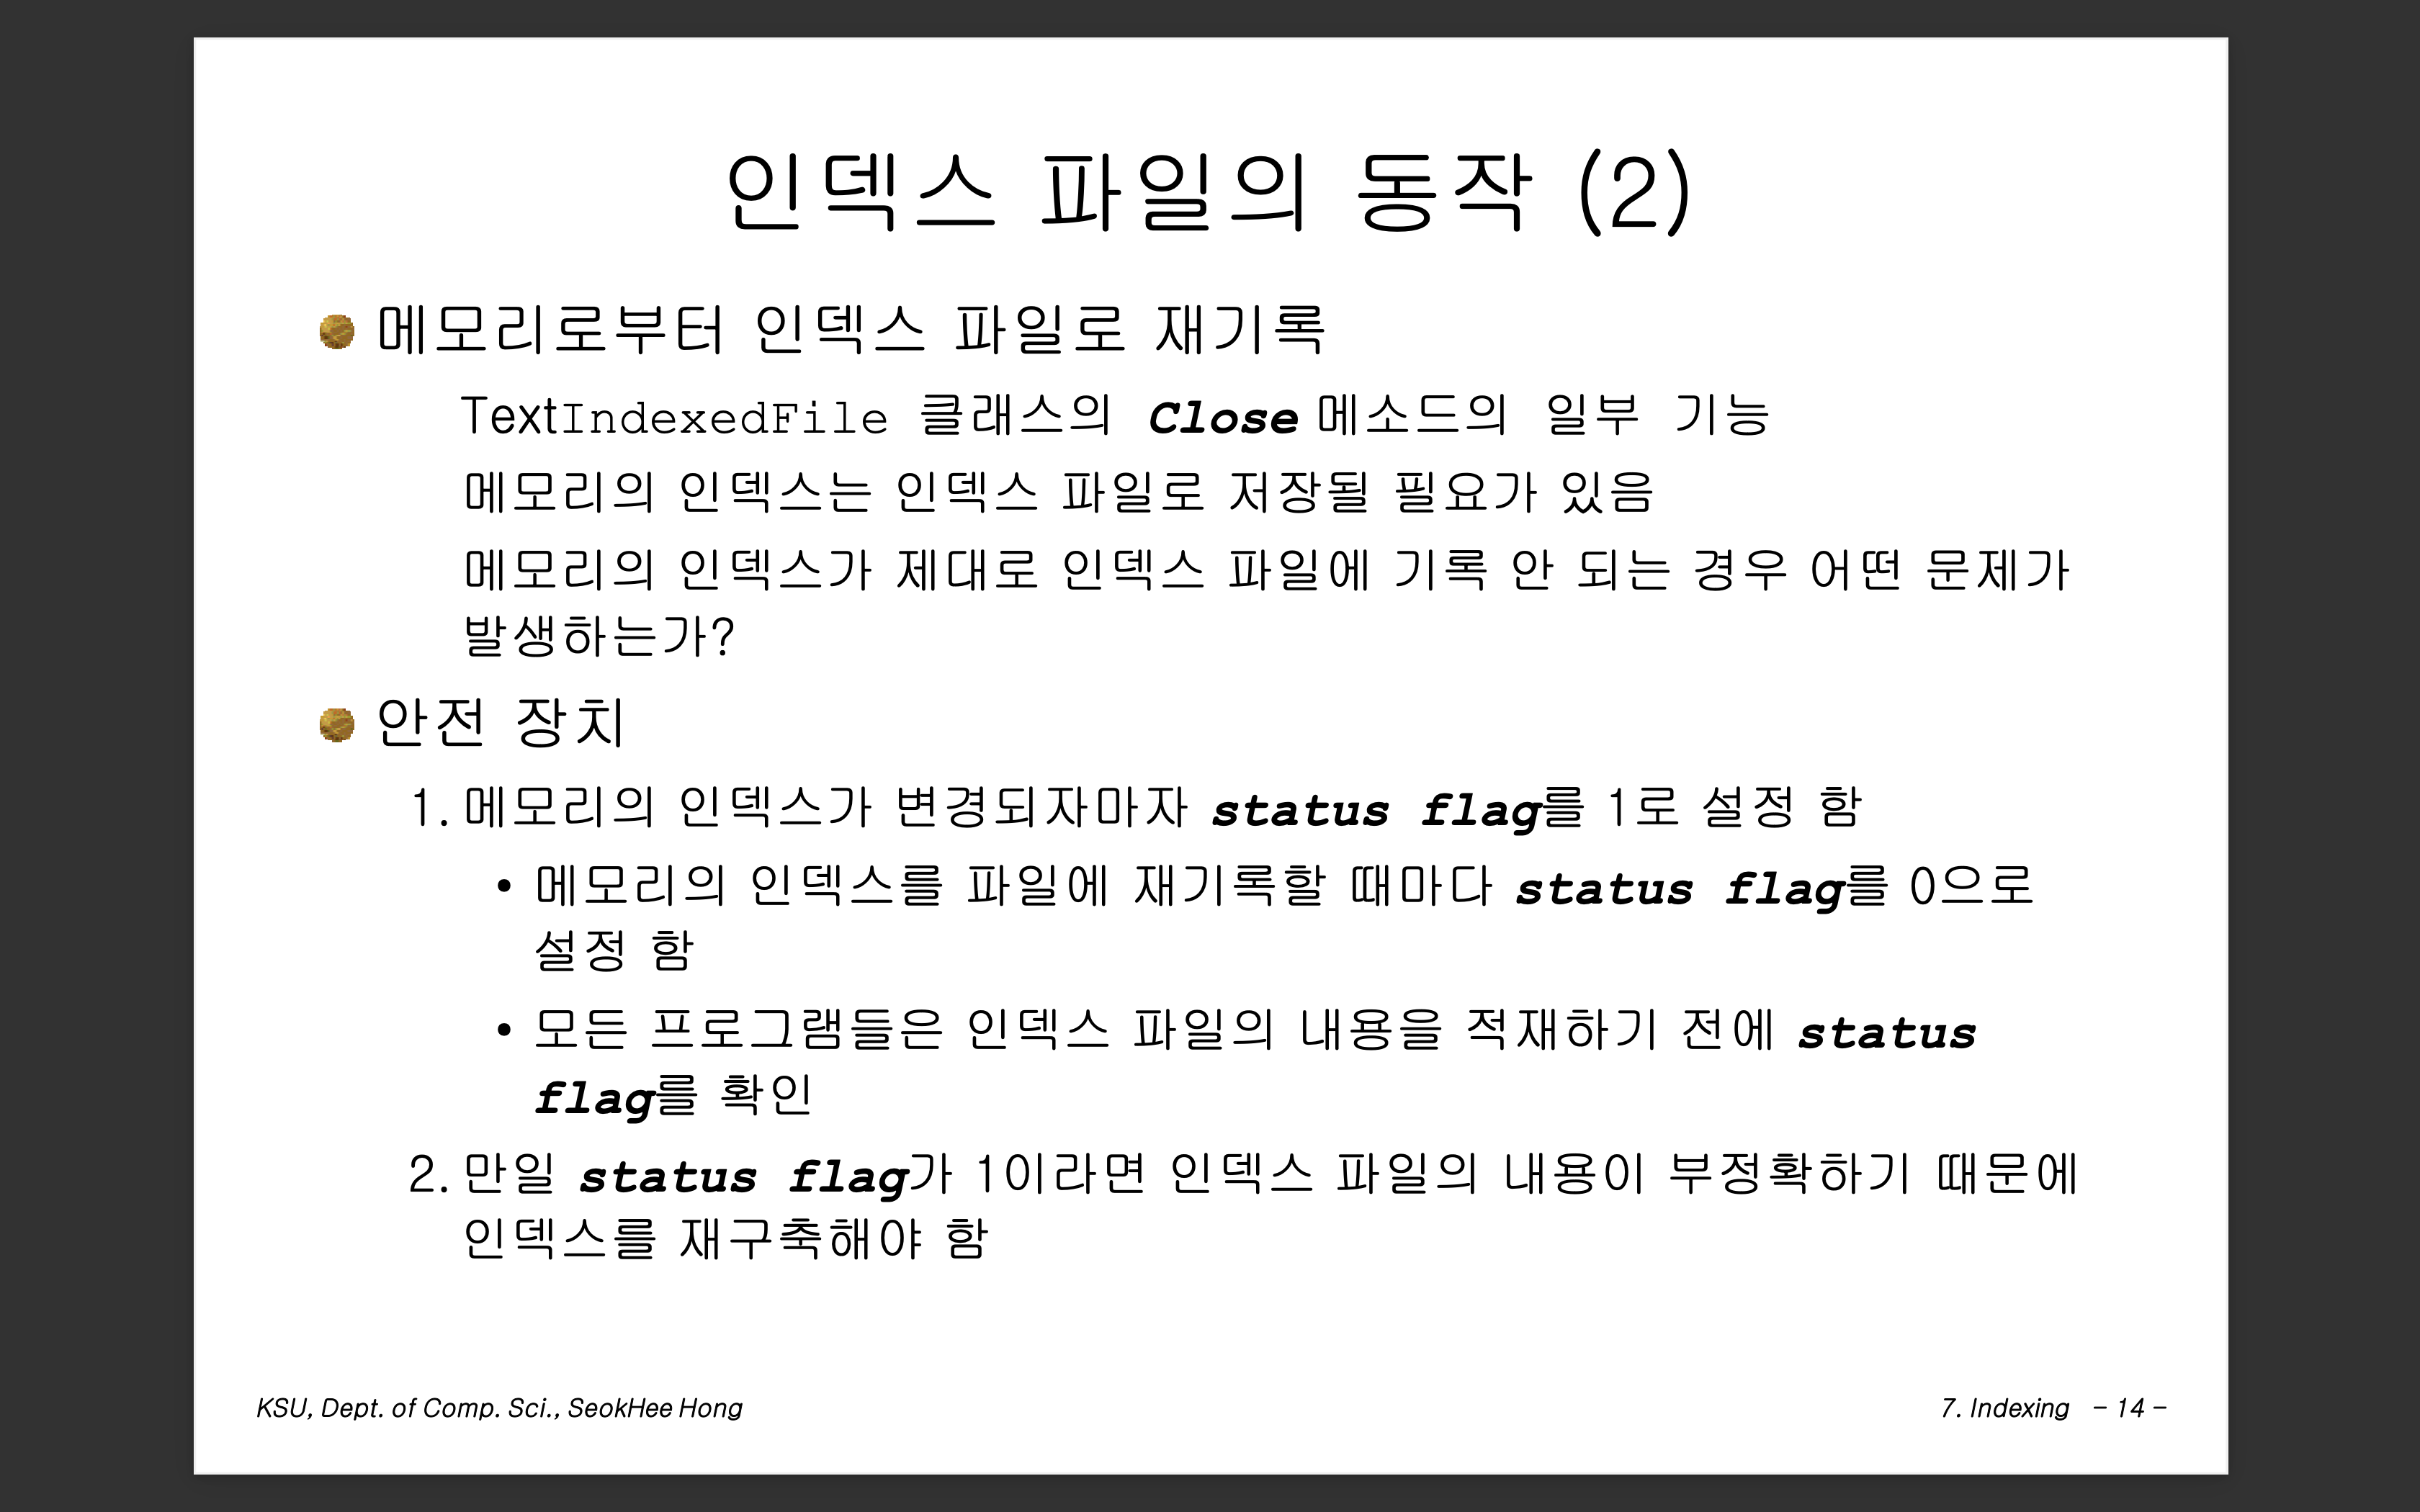 인덱스 파일의 동작 (2)
메모리로부터 인덱스 파일로 재기록
TextIndexedFile 클래스의 Close 메소드의 일부 기능
메모리의 인덱스는 인덱스 파일로 저장될 필요가 있음
메모리의 인덱스가 제대로 인덱스 파일에 기록 안 되는 경우 어떤 문제가
발생하는가?
안전 장치
1. 메모리의 인덱스가 변경되자마자 status flag를 1로 설정 함
• 메모리의 인덱스를 파일에 재기록할 때마다 status flag를 0으로
설정 함
• 모든 프로그램들은 인덱스 파일의 내용을 적재하기 전에 status
flag를 확인
2. 만일 status flag가 1이라면 인덱스 파일의 내용이 부정확하기 때문에
인덱스를 재구축해야 함
KSU, Dept. of Comp. Sci., SeokHee Hong
7. Indexing - 14 -